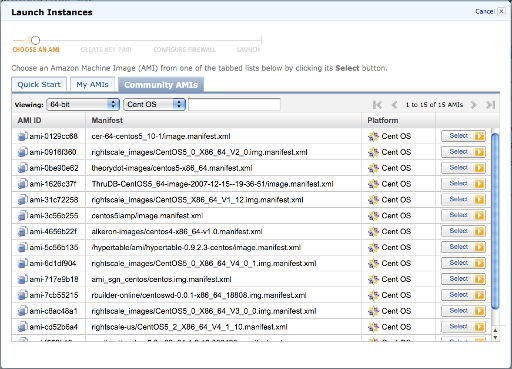 Launch Instances
Cancel
CHOOSE AN AMI CREATE KEY PAIR CONFIGURE FIREWALL LAUNCH
Choose an Amazon Machine Image (AMI) from one of the tabbed lists below by clicking its Select button.
Quick Start My AMIs Community AMIs
Viewing: 64-bit Cent OS 1 to 15 of 15 AMIs
AMI ID Manifest Platform
ami-0129cc68 cer-64-centos5_10-1/image.manifest.xml Cent OS Select
ami-0916f360 rightscale_images/CentOS5_0_X86_64_V2_0.img.manifest.xml Cent OS Select
ami-0be90e62 theorydot-images/centos5-x86_64.manifest.xml Cent OS Select
ami-1626c37f ThruDB-CentOS5_64-image-2007-12-15--19-36-51/image.manifest.xml Cent OS Select
ami-31c72258 rightscale_images/CentOS5_X86_64_V1_12.img.manifest.xml Cent OS Select
ami-3c56b255 centos5lamp/image.manifest.xml Cent OS Select
ami-4656b22f alkeron-images/centos4-x86_64-v1.0.manifest.xml Cent OS Select
ami-5c56b135 /hypertable/ami/hypertable-0.9.2.3-centos/image.manifest.xml Cent OS Select
ami-6d1df904 rightscale_images/CentOS5_0_X86_64_V4_0_1.img.manifest.xml Cent OS Select
ami-717e9b18 ami_sgn_centos/centos.img.manifest.xml Cent OS Select
ami-7cb55215 rbuilder-online/centoswd-0.0.1-x86_64_18808.img.manifest.xml Cent OS Select
ami-c8ac48a1 rightscale_images/CentOS5_0_X86_64_V3_0_0.img.manifest.xml Cent OS Select
ami-cd52b6a4 rightscale-us/CentOS5_2_X86_64_V4_1_10.manifest.xml Cent OS Select